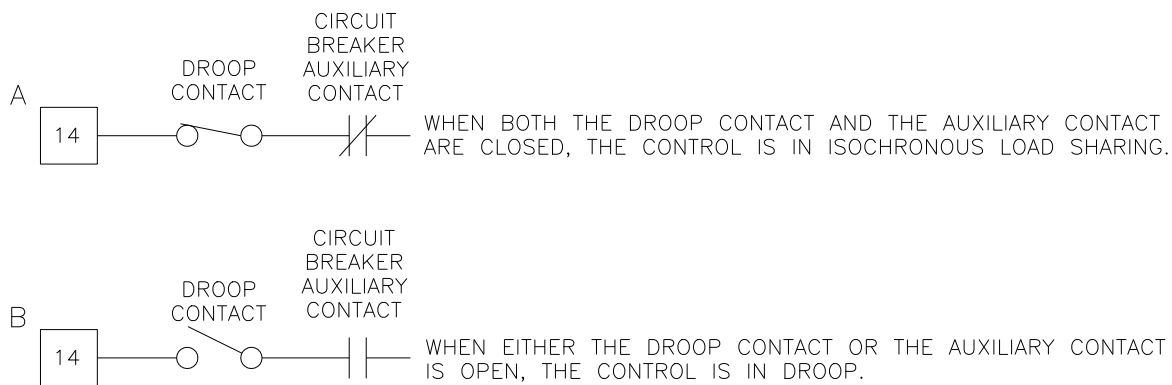 CIRCUIT
BREAKER
AUXILIARY
CONTACT
DROOP
CONTACT
A
14
WHEN BOTH THE DROOP CONTACT AND THE AUXILIARY CONTACT
ARE CLOSED, THE CONTROL IS IN ISOCHRONOUS LOAD SHARING.
CIRCUIT
BREAKER
AUXILIARY
CONTACT
DROOP
CONTACT
B
14
WHEN EITHER THE DROOP CONTACT OR THE AUXILIARY CONTACT
IS OPEN, THE CONTROL IS IN DROOP.